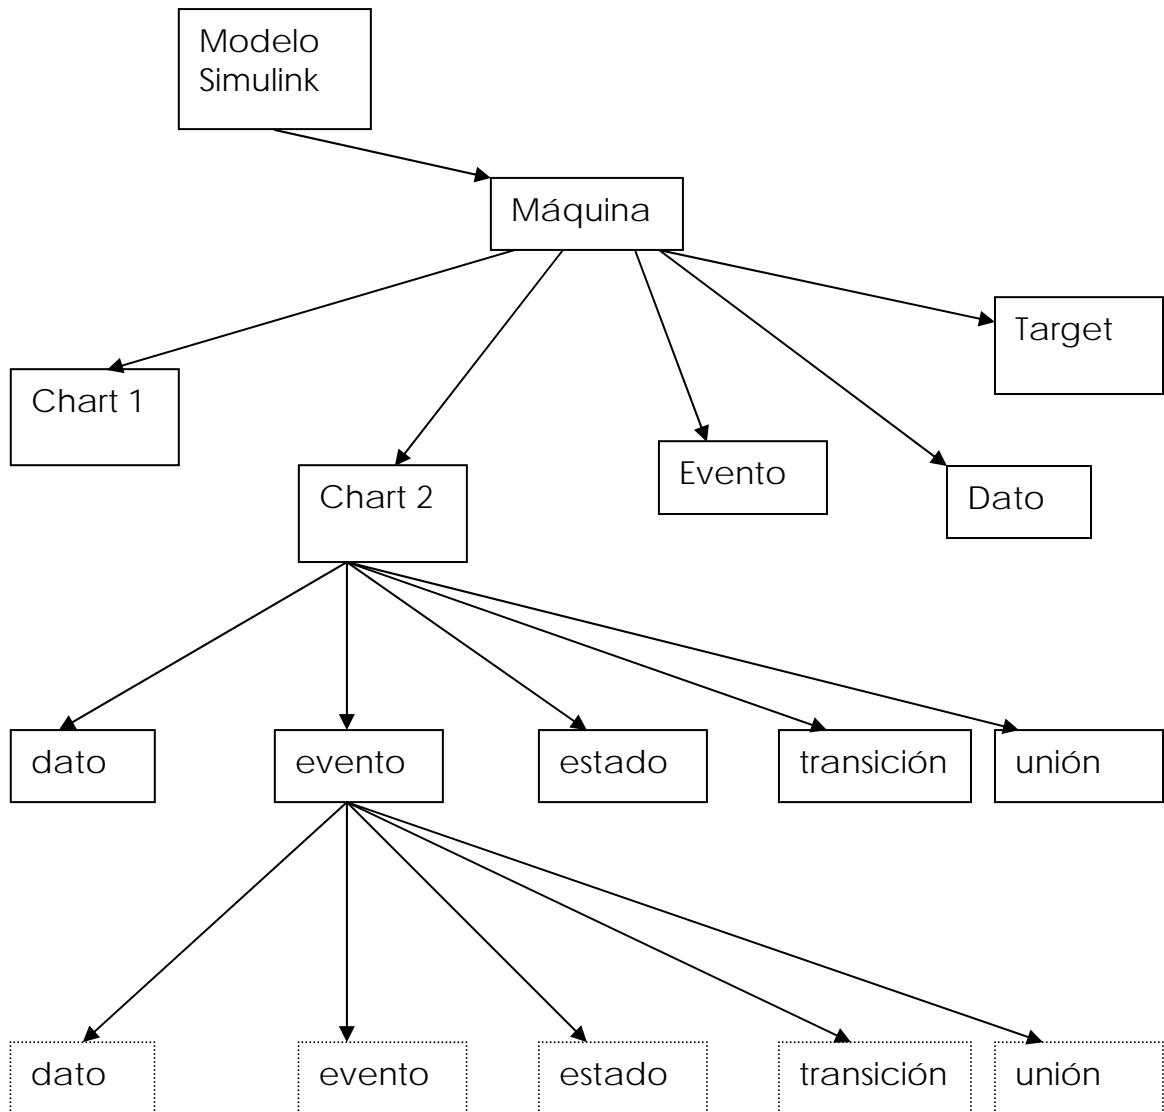 Modelo
Simulink
Máquina
Target
Chart 1
Evento
Chart 2
Dato
dato
evento
estado
transición
unión
dato
evento
estado
transición
unión